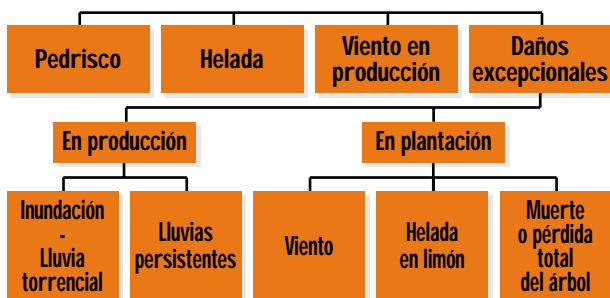 Pedrisco
Helada
Viento en
producción
Daños
excepcionales
En producción
En plantación
Inundación
-
Lluvia
torrencial
Lluvias
persistentes
Viento
Helada
en limón
Muerte
o pérdida
total
del árbol